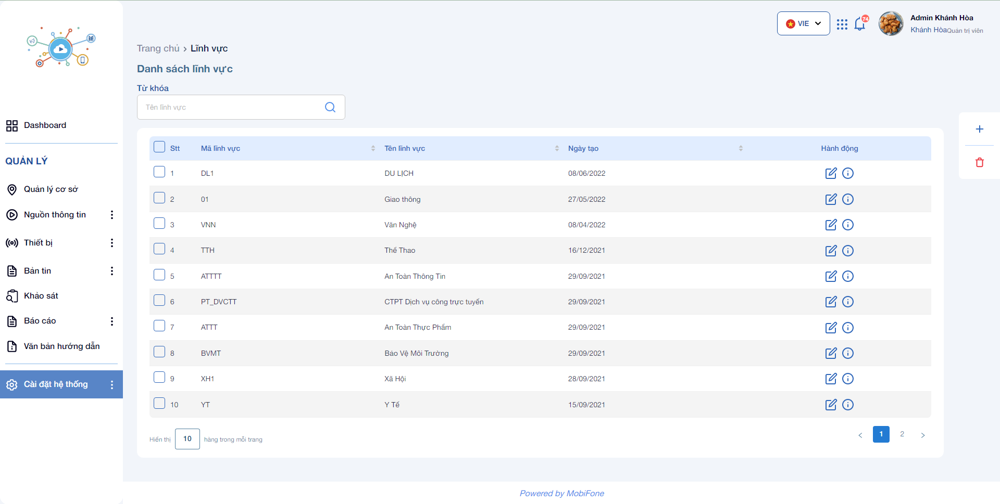 VIE
74
Admin Khánh Hòa
Khánh HòaQuản trị viên
Trang chủ › Lĩnh vực
Danh sách lĩnh vực
Từ khóa
Tên lĩnh vực
Dashboard
QUẢN LÝ
Quản lý cơ sở
Nguồn thông tin
Thiết bị
Bản tin
Khảo sát
Báo cáo
Văn bản hướng dẫn
Cài đặt hệ thống
Stt Mã lĩnh vực Tên lĩnh vực Ngày tạo Hành động
1 DL1 DU LỊCH 08/06/2022
2 01 Giao thông 27/05/2022
3 VNN Văn Nghệ 08/04/2022
4 TTH Thể Thao 16/12/2021
5 ATTTT An Toàn Thông Tin 29/09/2021
6 PT_DVCTT CTPT Dịch vụ công trực tuyến 29/09/2021
7 ATTT An Toàn Thực Phẩm 29/09/2021
8 BVMT Bảo Vệ Môi Trường 29/09/2021
9 XH1 Xã Hội 28/09/2021
10 YT Y Tế 15/09/2021
Hiển thị 10 hàng trong mỗi trang
< 1 2 >
Powered by MobiFone